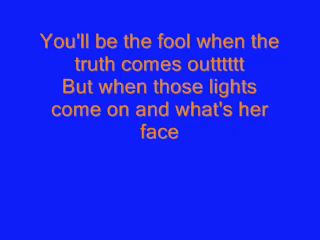 You'll be the fool when the
truth comes outtttt
But when those lights
come on and what's her
face